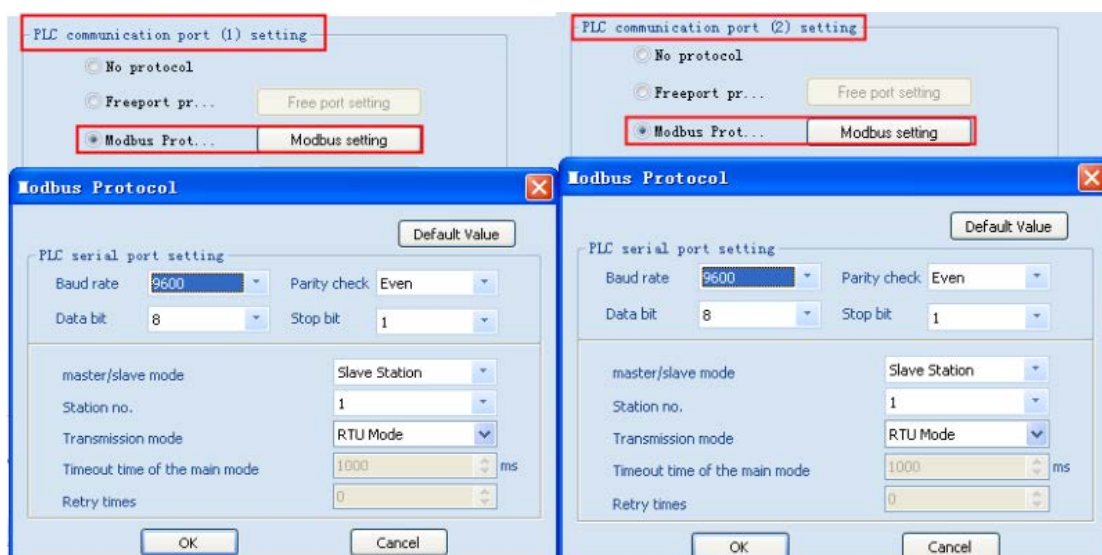 PLC communication port (1) setting
No protocol
Freeport pr...
Free port setting
Modbus Prot...
Modbus setting
Modbus Protocol
Default Value
PLC serial port setting
Baud rate 9600 Parity check Even
Data bit 8 Stop bit 1
master/slave mode Slave Station
Station no. 1
Transmission mode RTU Mode
Timeout time of the main mode 1000 ms
Retry times 0
OK Cancel
PLC communication port (2) setting
No protocol
Freeport pr...
Free port setting
Modbus Prot...
Modbus setting
Modbus Protocol
Default Value
PLC serial port setting
Baud rate 9600 Parity check Even
Data bit 8 Stop bit 1
master/slave mode Slave Station
Station no. 1
Transmission mode RTU Mode
Timeout time of the main mode 1000 ms
Retry times 0
OK Cancel